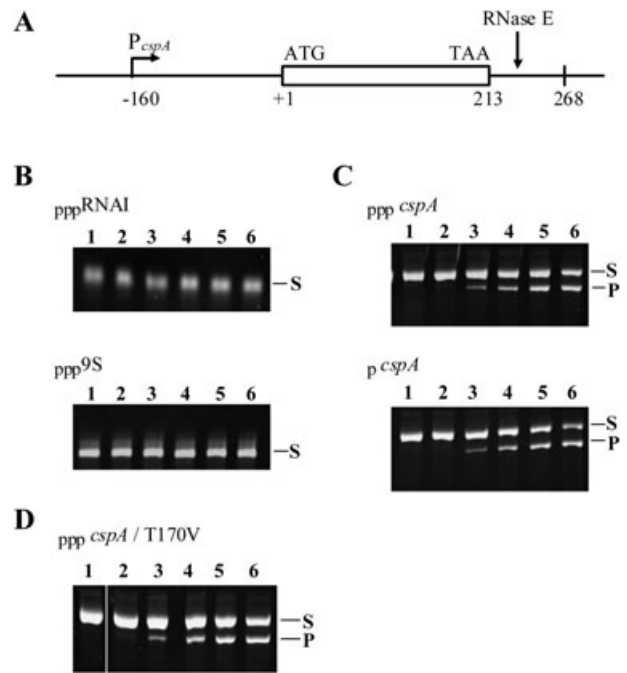 A
RNase E
PcspA
ATG TAA
-160 +1 213 268
B
pppRNAI
1 2 3 4 5 6
S
ppp9S
1 2 3 4 5 6
S
C
ppp cspA
1 2 3 4 5 6
S
P
p cspA
1 2 3 4 5 6
S
P
D
ppp cspA / T170V
1 2 3 4 5 6
S
P